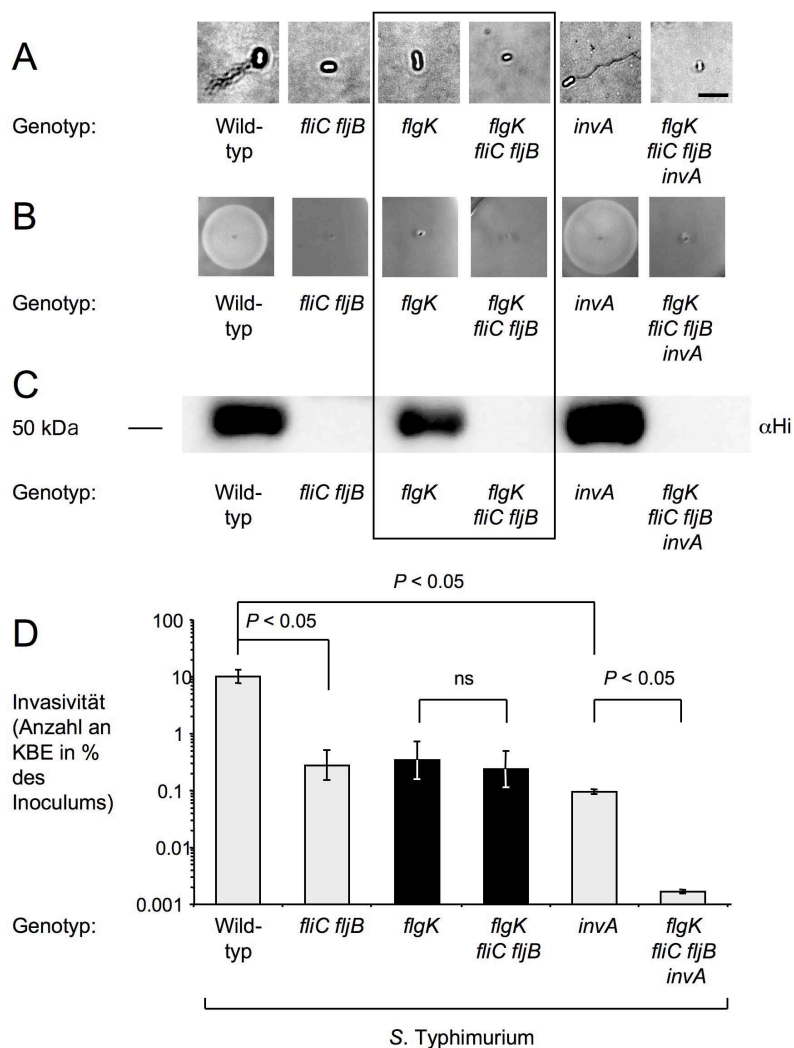 A
Genotyp: Wild-typ fliC fljB flgK flgK fliC fljB invA flgK fliC fljB invA
B
Genotyp: Wild-typ fliC fljB flgK flgK fliC fljB invA flgK fliC fljB invA
C
50 kDa αHi
Genotyp: Wild-typ fliC fljB flgK flgK fliC fljB invA flgK fliC fljB invA
D
P < 0.05
P < 0.05
ns
P < 0.05
Invasivität
(Anzahl an
KBE in %
des
Inoculums)
100
10
1
0.1
0.01
0.001
Genotyp: Wild-typ fliC fljB flgK flgK fliC fljB invA flgK fliC fljB invA
S. Typhimurium